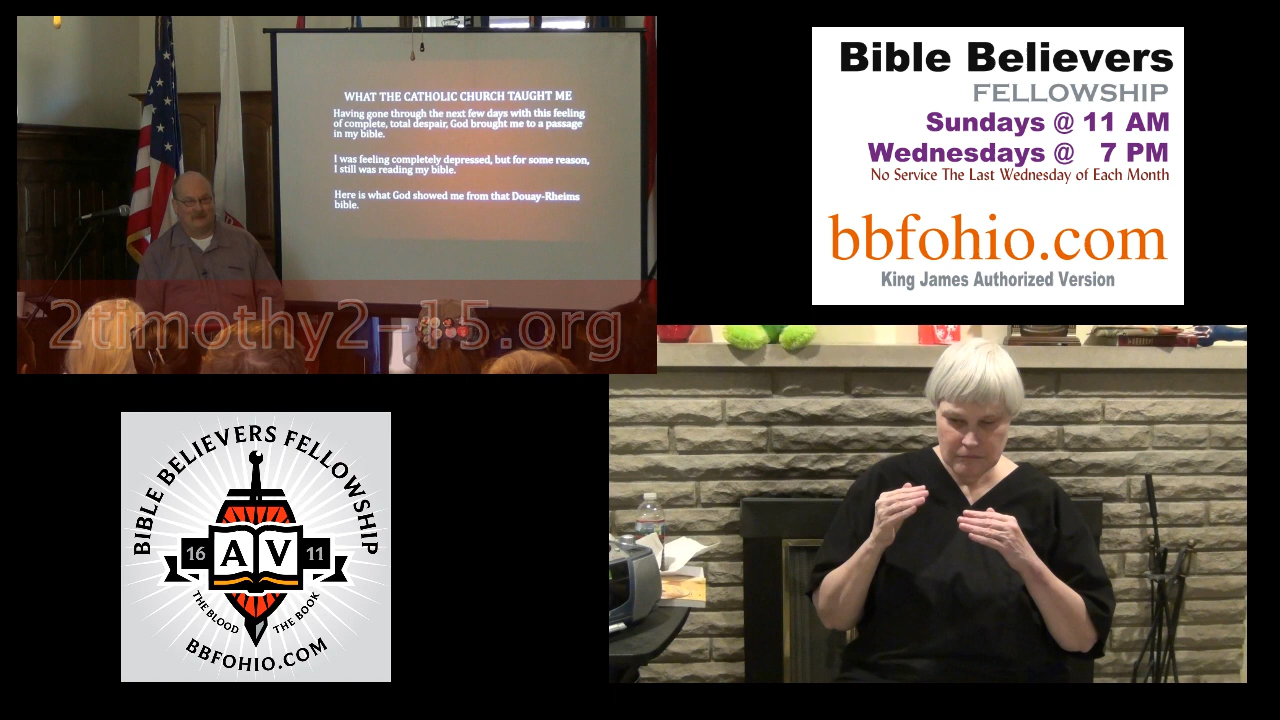 WHAT THE CATHOLIC CHURCH TAUGHT ME
Having gone through the next few days with this feeling
of complete, total despair, God brought me to a passage
in my bible.
I was feeling completely depressed, but for some reason,
I still was reading my bible.
Here is what God showed me from that Douay-Rheims
bible.
2timothy2-15.org
Bible Believers
FELLOWSHIP
Sundays @ 11 AM
Wednesdays @ 7 PM
No Service The Last Wednesday of Each Month
bbfohio.com
King James Authorized Version
BIBLE BELIEVERS FELLOWSHIP
16 AV 11
THE BLOOD THE BOOK
BBFOHIO.COM